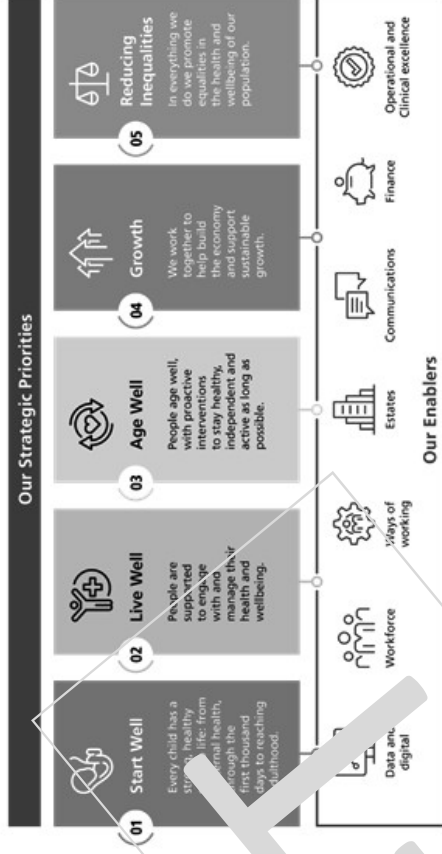 Our Strategic Priorities
01
Start Well
Every child has a
healthy
life: from
health,
through the
first thousand
days to reaching
02
Live Well
People are
supported
to engage
with and
manage their
health and
wellbeing.
03
Age Well
People age well,
with proactive
interventions
to stay healthy,
independent and
active as long as
possible.
04
Growth
We work
together to
help build
the economy
and support
sustainable
growth.
05
Reducing
Inequalities
In everything we
do we promote
equalities in
the health and
wellbeing of our
population.
Data and
digital
Workforce
Ways of
working
Estates
Communications
Finance
Operational and
Clinical excellence
Our Enablers